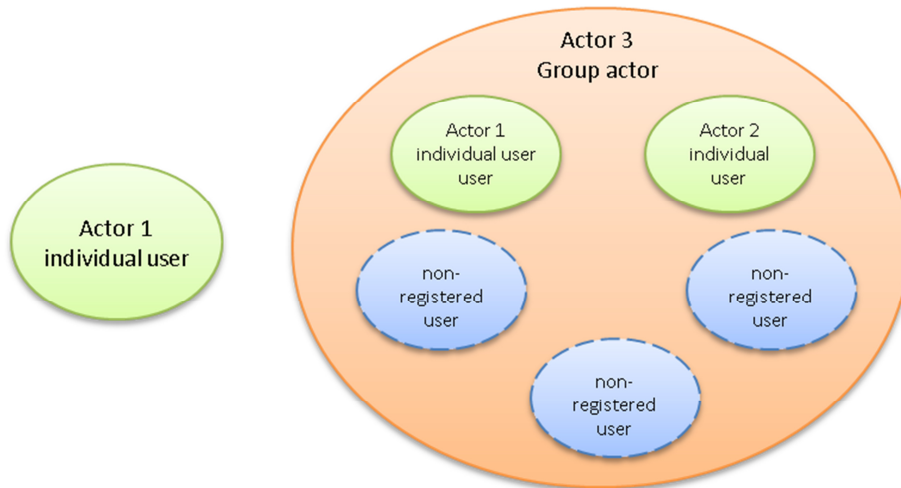 Actor 3
Group actor
Actor 1
individual user
user
Actor 2
individual
user
Actor 1
individual user
non-
registered
user
non-
registered
user
non-
registered
user